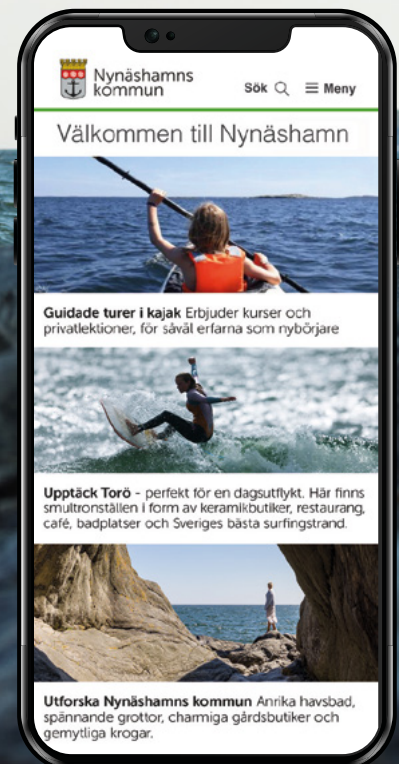 Nynäshamns
kommun
Sök
Meny
Välkommen till Nynäshamn
Guidade turer i kajak Erbjuder kurser och
privatlektioner, för såväl erfarna som nybörjare
Upptäck Torö - perfekt för en dagsutflykt. Här finns
smultronställen i form av keramikbutiker, restaurang,
café, badplatser och Sveriges bästa surfingstrand.
Utforska Nynäshamns kommun Anrika havsbad,
spännande grottor, charmiga gårdsbutiker och
gemytliga krogar.